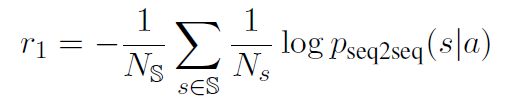 $r_1 = -\frac{1}{N_{\mathbb{S}}} \sum_{s \in \mathbb{S}} \frac{1}{N_s} \log p_{\text{seq2seq}}(s|a)$